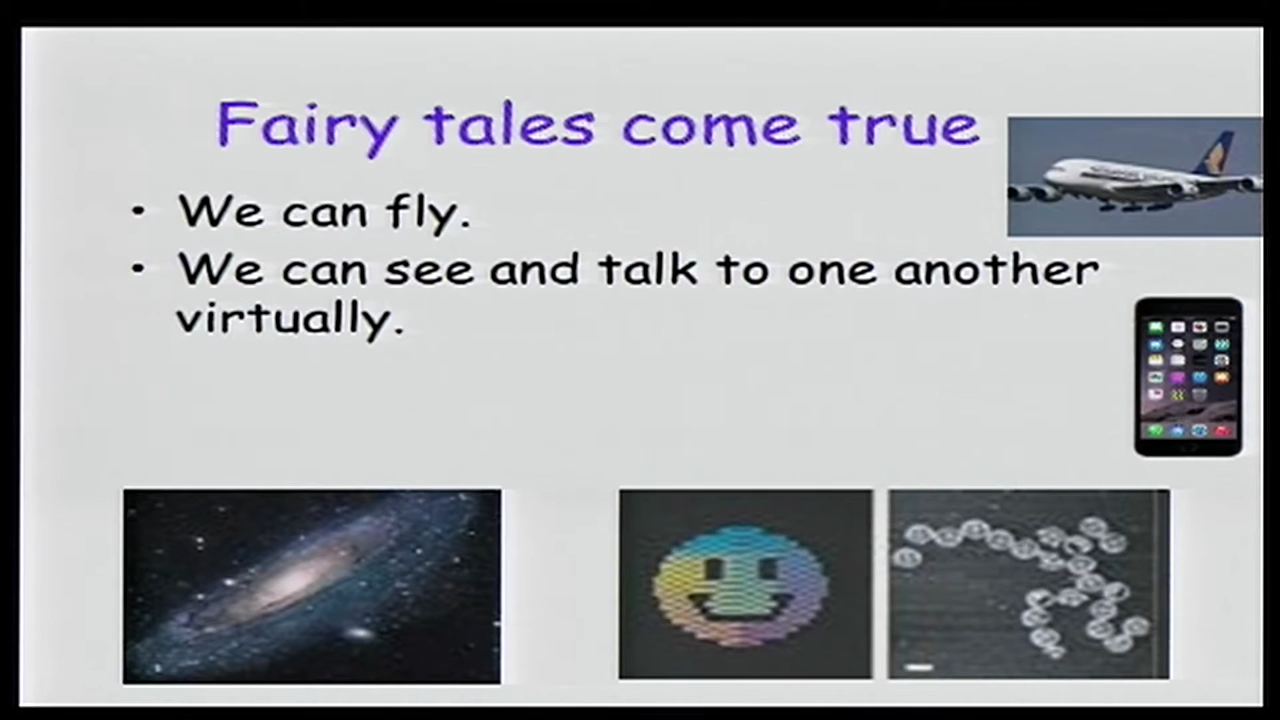 Fairy tales come true
• We can fly.
• We can see and talk to one another
virtually.